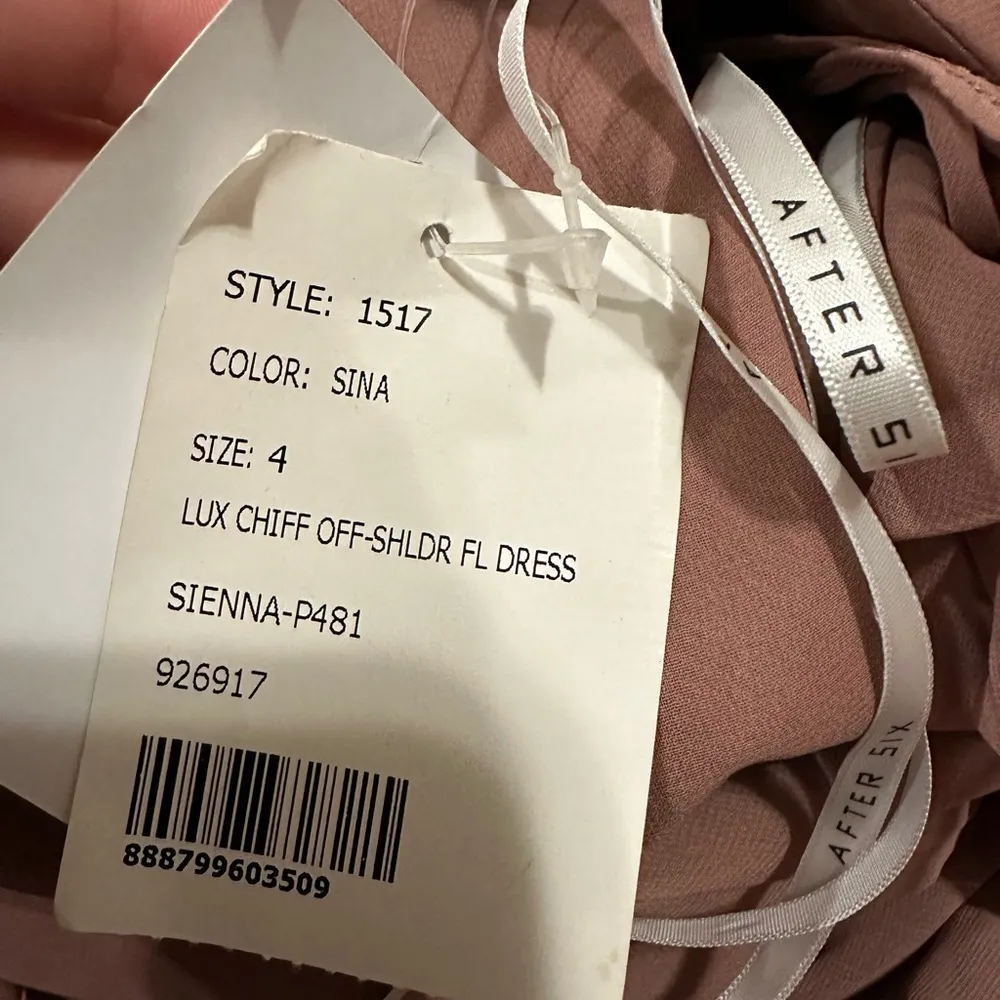 STYLE: 1517
COLOR: SINA
SIZE: 4
LUX CHIFF OFF-SHLDR FL DRESS
SIENNA-P481
926917
888799603509
AFTER
AFTER SIX